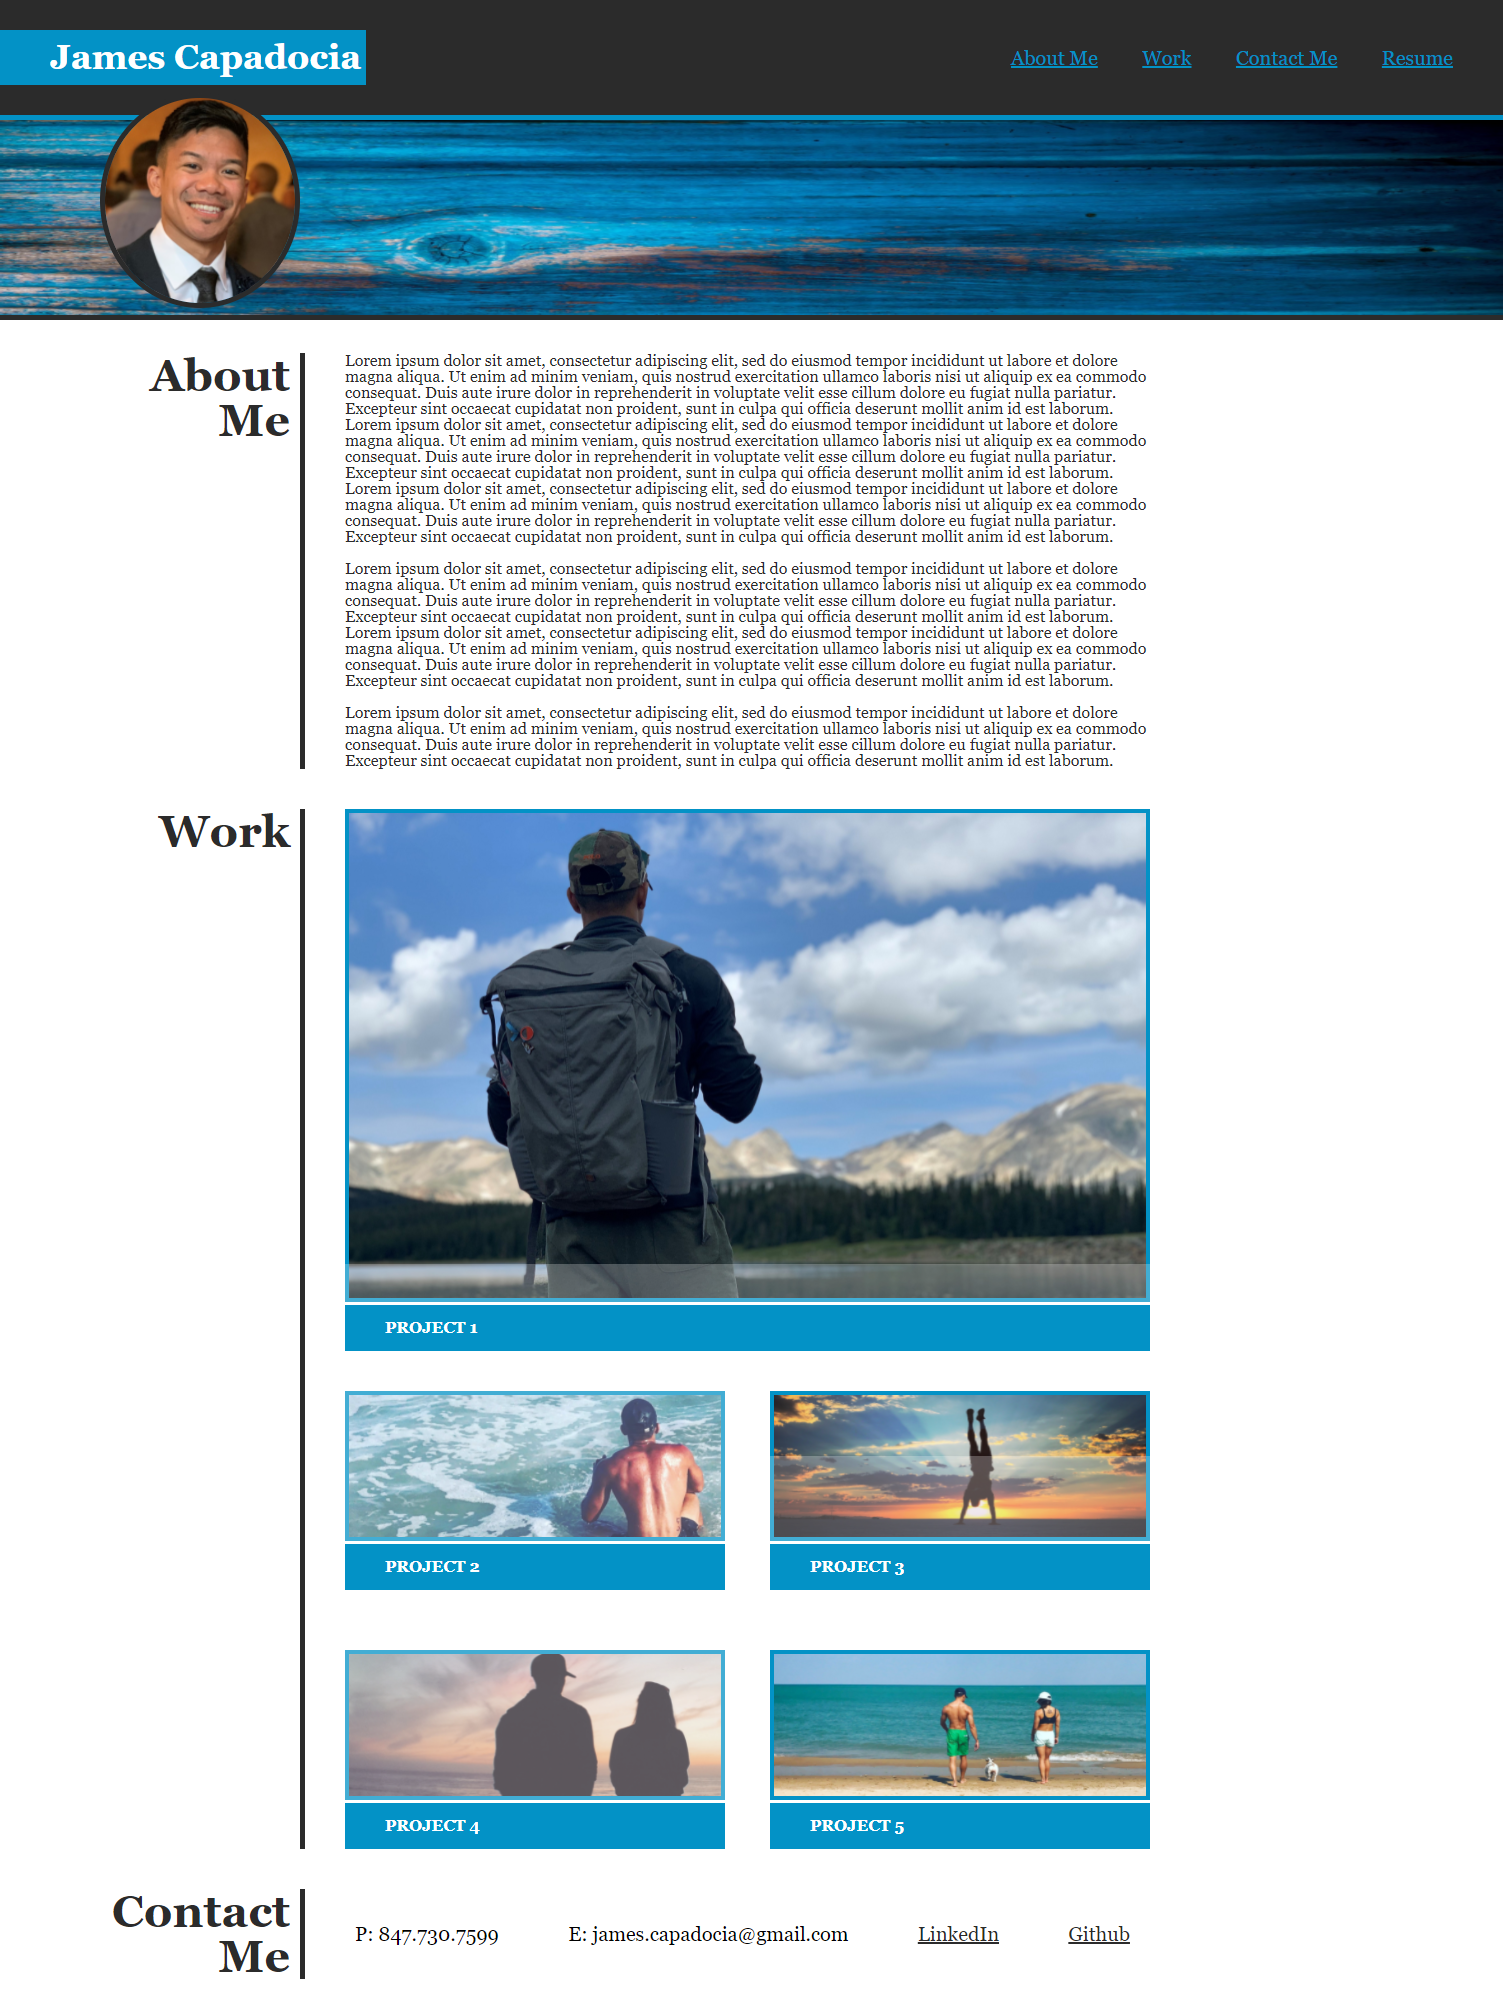 James Capadocia
About Me Work Contact Me Resume
About
Me
Lorem ipsum dolor sit amet, consectetur adipiscing elit, sed do eiusmod tempor incididunt ut labore et dolore
magna aliqua. Ut enim ad minim veniam, quis nostrud exercitation ullamco laboris nisi ut aliquip ex ea commodo
consequat. Duis aute irure dolor in reprehenderit in voluptate velit esse cillum dolore eu fugiat nulla pariatur.
Excepteur sint occaecat cupidatat non proident, sunt in culpa qui officia deserunt mollit anim id est laborum.
Lorem ipsum dolor sit amet, consectetur adipiscing elit, sed do eiusmod tempor incididunt ut labore et dolore
magna aliqua. Ut enim ad minim veniam, quis nostrud exercitation ullamco laboris nisi ut aliquip ex ea commodo
consequat. Duis aute irure dolor in reprehenderit in voluptate velit esse cillum dolore eu fugiat nulla pariatur.
Excepteur sint occaecat cupidatat non proident, sunt in culpa qui officia deserunt mollit anim id est laborum.
Lorem ipsum dolor sit amet, consectetur adipiscing elit, sed do eiusmod tempor incididunt ut labore et dolore
magna aliqua. Ut enim ad minim veniam, quis nostrud exercitation ullamco laboris nisi ut aliquip ex ea commodo
consequat. Duis aute irure dolor in reprehenderit in voluptate velit esse cillum dolore eu fugiat nulla pariatur.
Excepteur sint occaecat cupidatat non proident, sunt in culpa qui officia deserunt mollit anim id est laborum.
Lorem ipsum dolor sit amet, consectetur adipiscing elit, sed do eiusmod tempor incididunt ut labore et dolore
magna aliqua. Ut enim ad minim veniam, quis nostrud exercitation ullamco laboris nisi ut aliquip ex ea commodo
consequat. Duis aute irure dolor in reprehenderit in voluptate velit esse cillum dolore eu fugiat nulla pariatur.
Excepteur sint occaecat cupidatat non proident, sunt in culpa qui officia deserunt mollit anim id est laborum.
Lorem ipsum dolor sit amet, consectetur adipiscing elit, sed do eiusmod tempor incididunt ut labore et dolore
magna aliqua. Ut enim ad minim veniam, quis nostrud exercitation ullamco laboris nisi ut aliquip ex ea commodo
consequat. Duis aute irure dolor in reprehenderit in voluptate velit esse cillum dolore eu fugiat nulla pariatur.
Excepteur sint occaecat cupidatat non proident, sunt in culpa qui officia deserunt mollit anim id est laborum.
Lorem ipsum dolor sit amet, consectetur adipiscing elit, sed do eiusmod tempor incididunt ut labore et dolore
magna aliqua. Ut enim ad minim veniam, quis nostrud exercitation ullamco laboris nisi ut aliquip ex ea commodo
consequat. Duis aute irure dolor in reprehenderit in voluptate velit esse cillum dolore eu fugiat nulla pariatur.
Excepteur sint occaecat cupidatat non proident, sunt in culpa qui officia deserunt mollit anim id est laborum.
Work
PROJECT 1
PROJECT 2
PROJECT 3
PROJECT 4
PROJECT 5
Contact
Me
P: 847.730.7599 E: james.capadocia@gmail.com LinkedIn Github